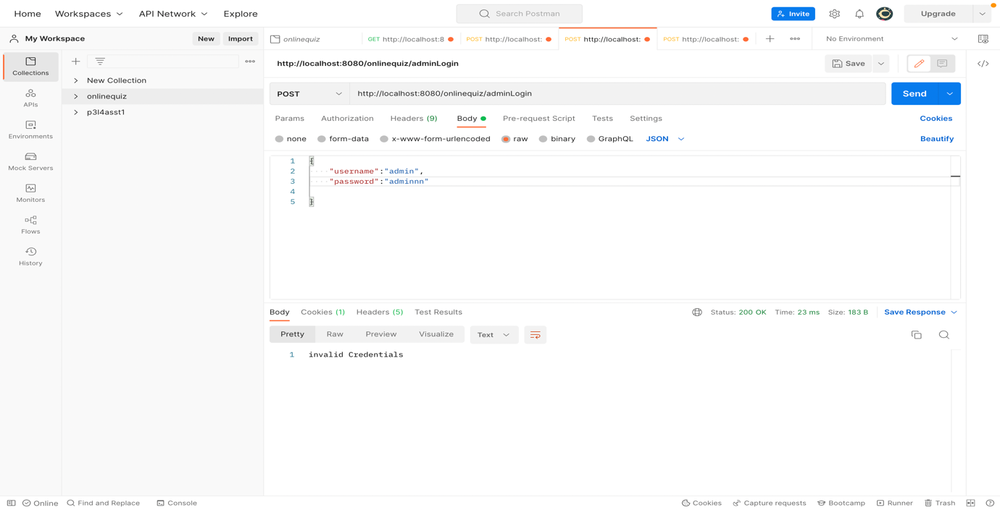 Home Workspaces API Network Explore Search Postman Invite Upgrade
My Workspace New Import onlinequiz GET http://localhost:8 POST http://localhost: POST http://localhost: POST http://localhost: No Environment
Collections
APIs
Environments
Mock Servers
Monitors
Flows
History
New Collection
onlinequiz
p3l4asst1
http://localhost:8080/onlinequiz/adminLogin Save
POST http://localhost:8080/onlinequiz/adminLogin Send
Params Authorization Headers (9) Body Pre-request Script Tests Settings Cookies
none form-data x-www-form-urlencoded raw binary GraphQL JSON Beautify
1 {
2 "username":"admin",
3 "password":"adminnn"
4
5 }
Body Cookies (1) Headers (5) Test Results Status: 200 OK Time: 23 ms Size: 183 B Save Response
Pretty Raw Preview Visualize Text
1 invalid Credentials
Online Find and Replace Console Cookies Capture requests Bootcamp Runner Trash